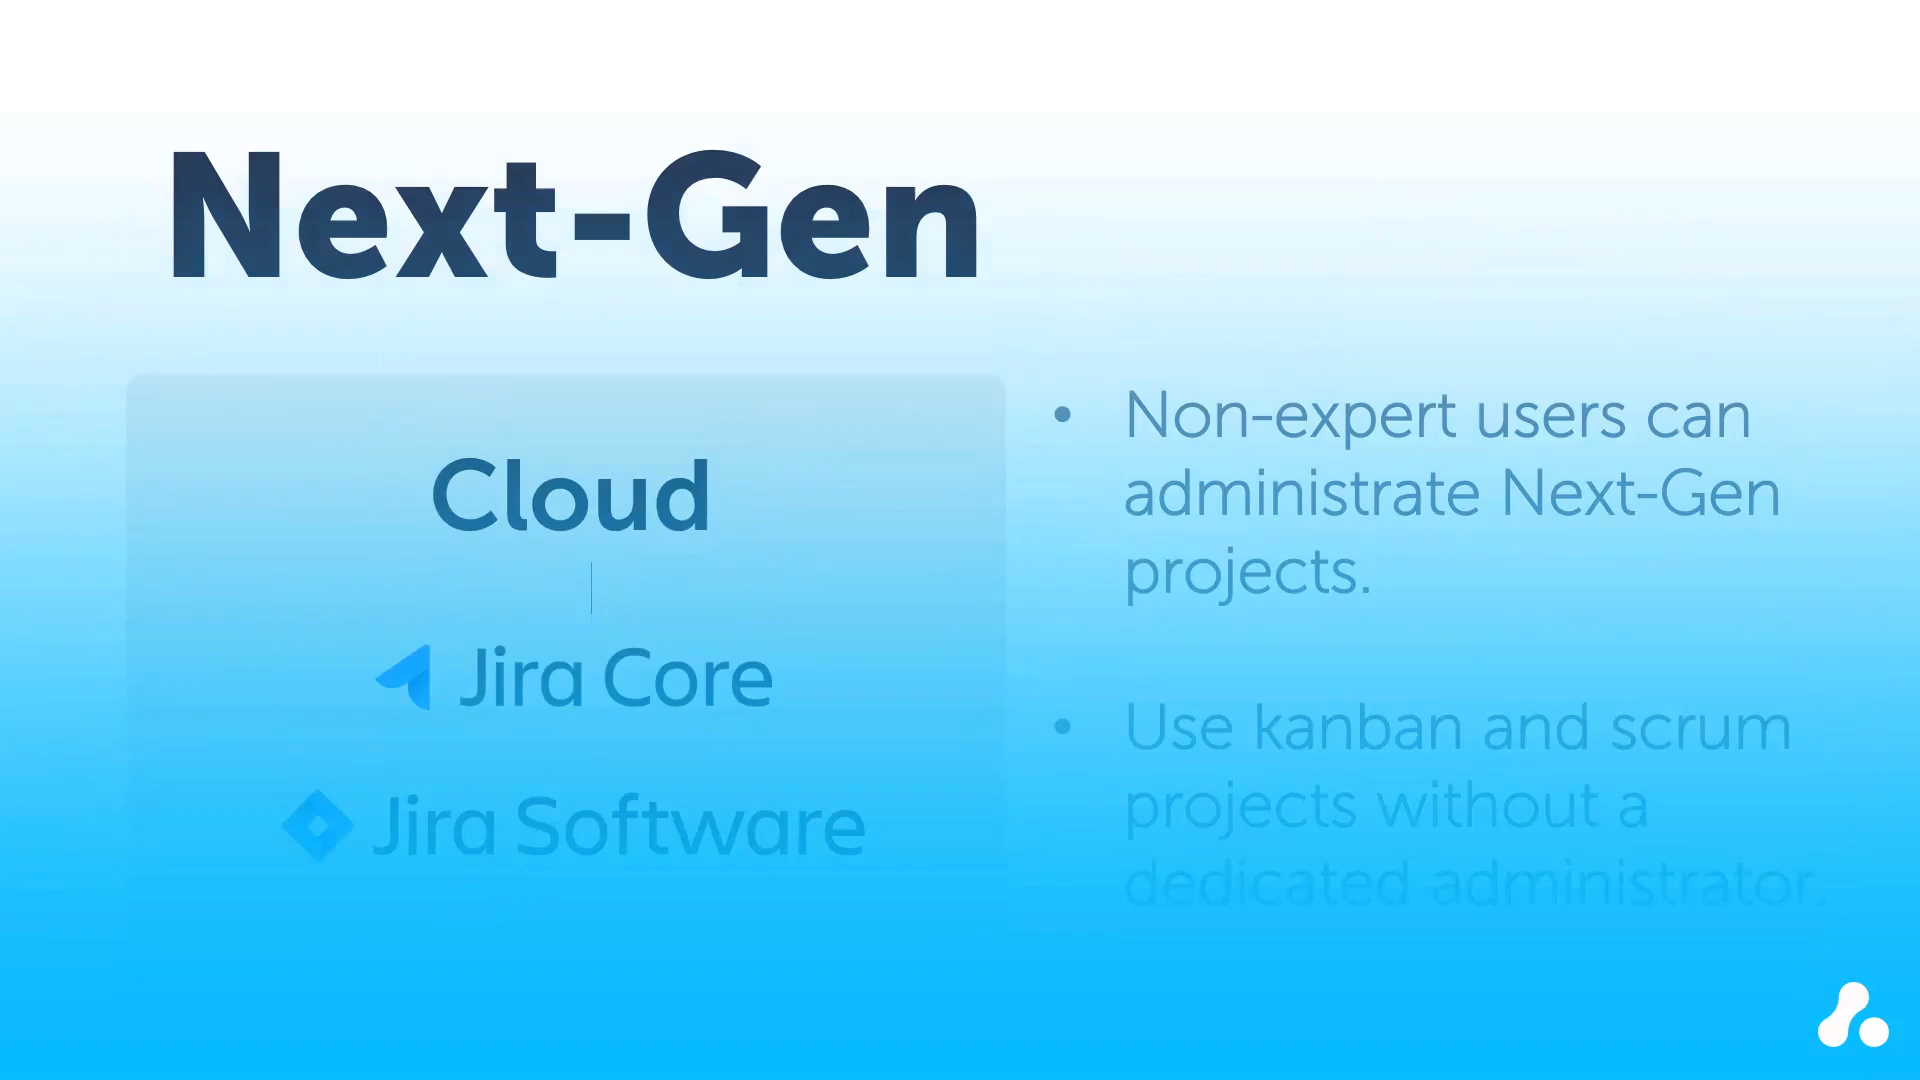 Next-Gen
Cloud
Jira Core
Jira Software
• Non-expert users can
administrate Next-Gen
projects.
• Use kanban and scrum
projects without a
dedicated administrator.